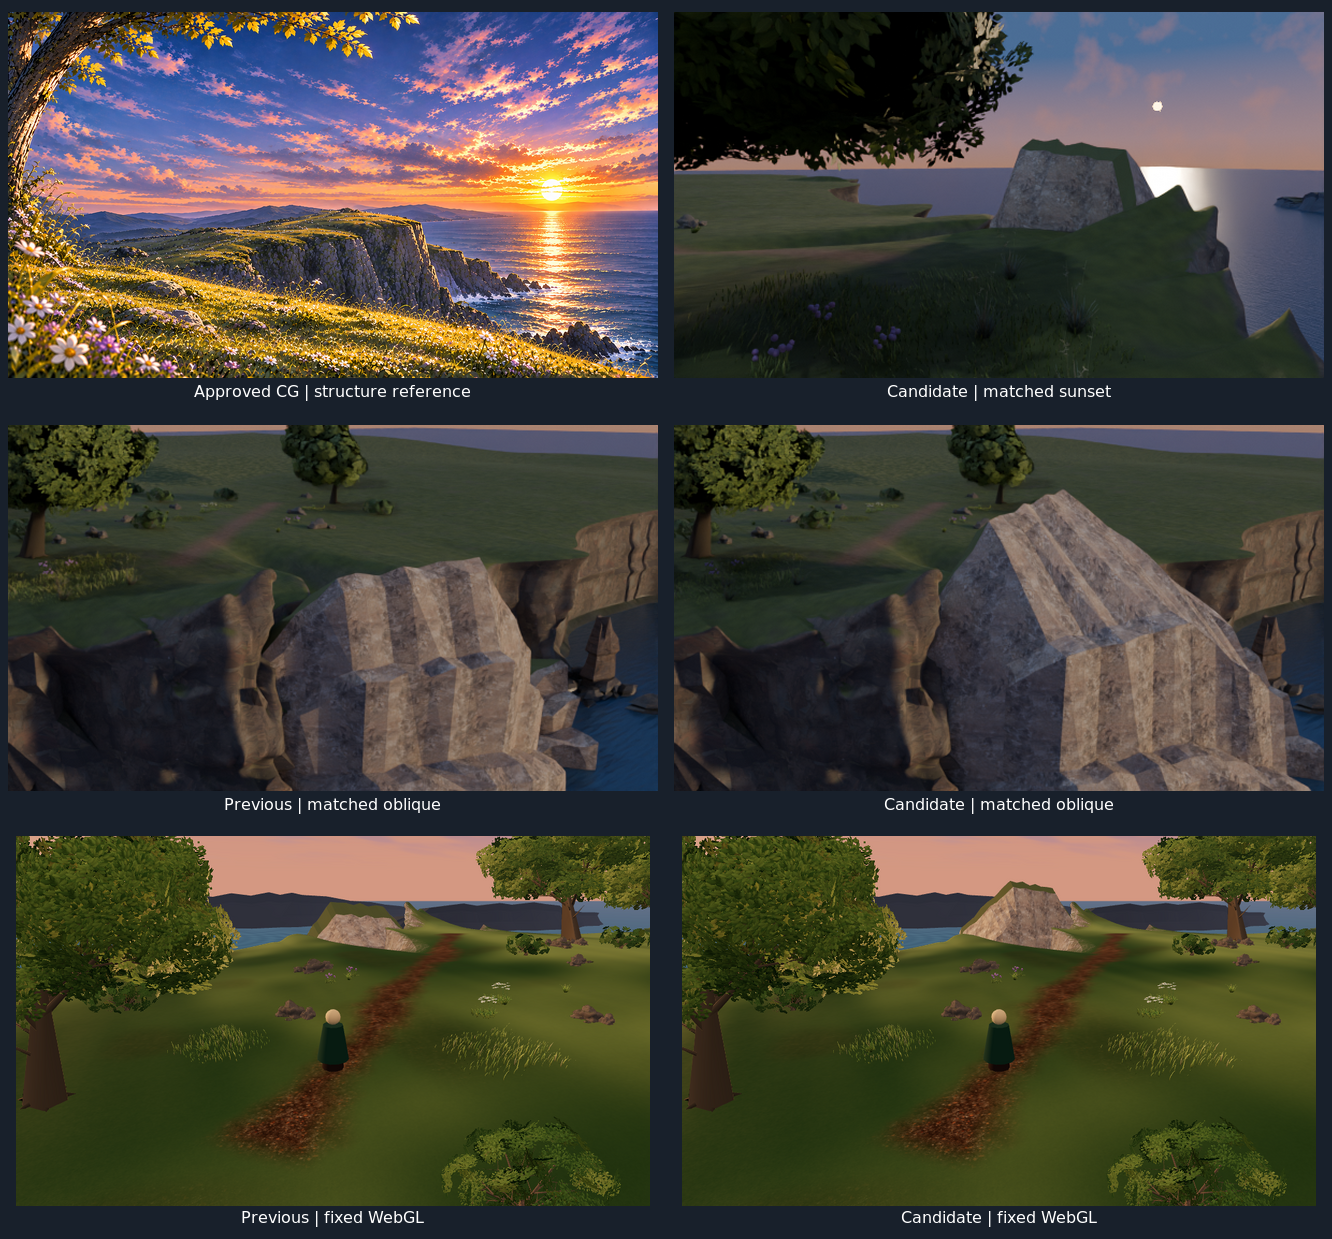 Approved CG | structure reference
Candidate | matched sunset
Previous | matched oblique
Candidate | matched oblique
Previous | fixed WebGL
Candidate | fixed WebGL